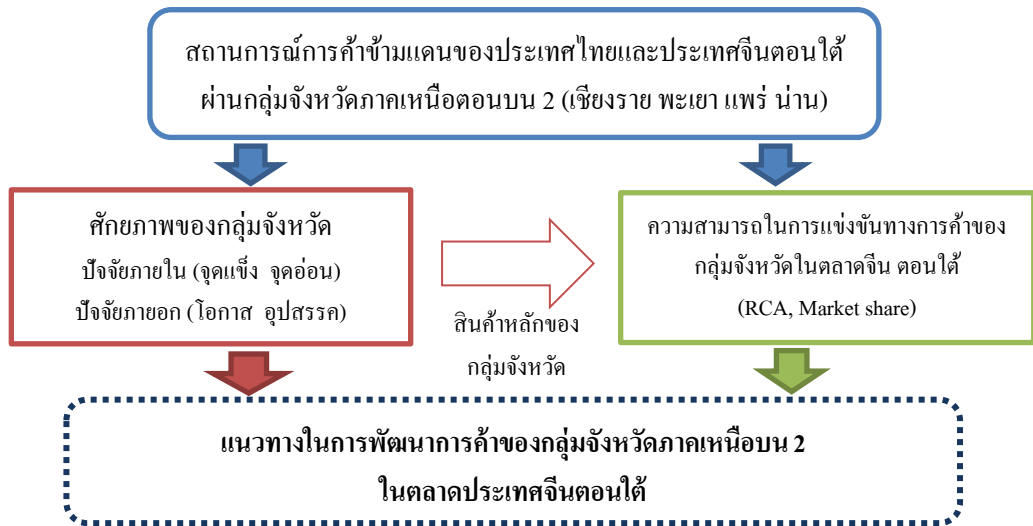 สถานการณ์การค้าข้ามแดนของประเทศไทยและประเทศจีนตอนใต้
ผ่านกลุ่มจังหวัดภาคเหนือตอนบน 2 (เชียงราย พะเยา แพร่ น่าน)
ศักยภาพของกลุ่มจังหวัด
ปัจจัยภายใน (จุดแข็ง จุดอ่อน)
ปัจจัยภายอก (โอกาส อุปสรรค)
สินค้าหลักของ
กลุ่มจังหวัด
ความสามารถในการแข่งขันทางการค้าของ
กลุ่มจังหวัดในตลาดจีน ตอนใต้
(RCA, Market share)
แนวทางในการพัฒนาการค้าของกลุ่มจังหวัดภาคเหนือบน 2
ในตลาดประเทศจีนตอนใต้